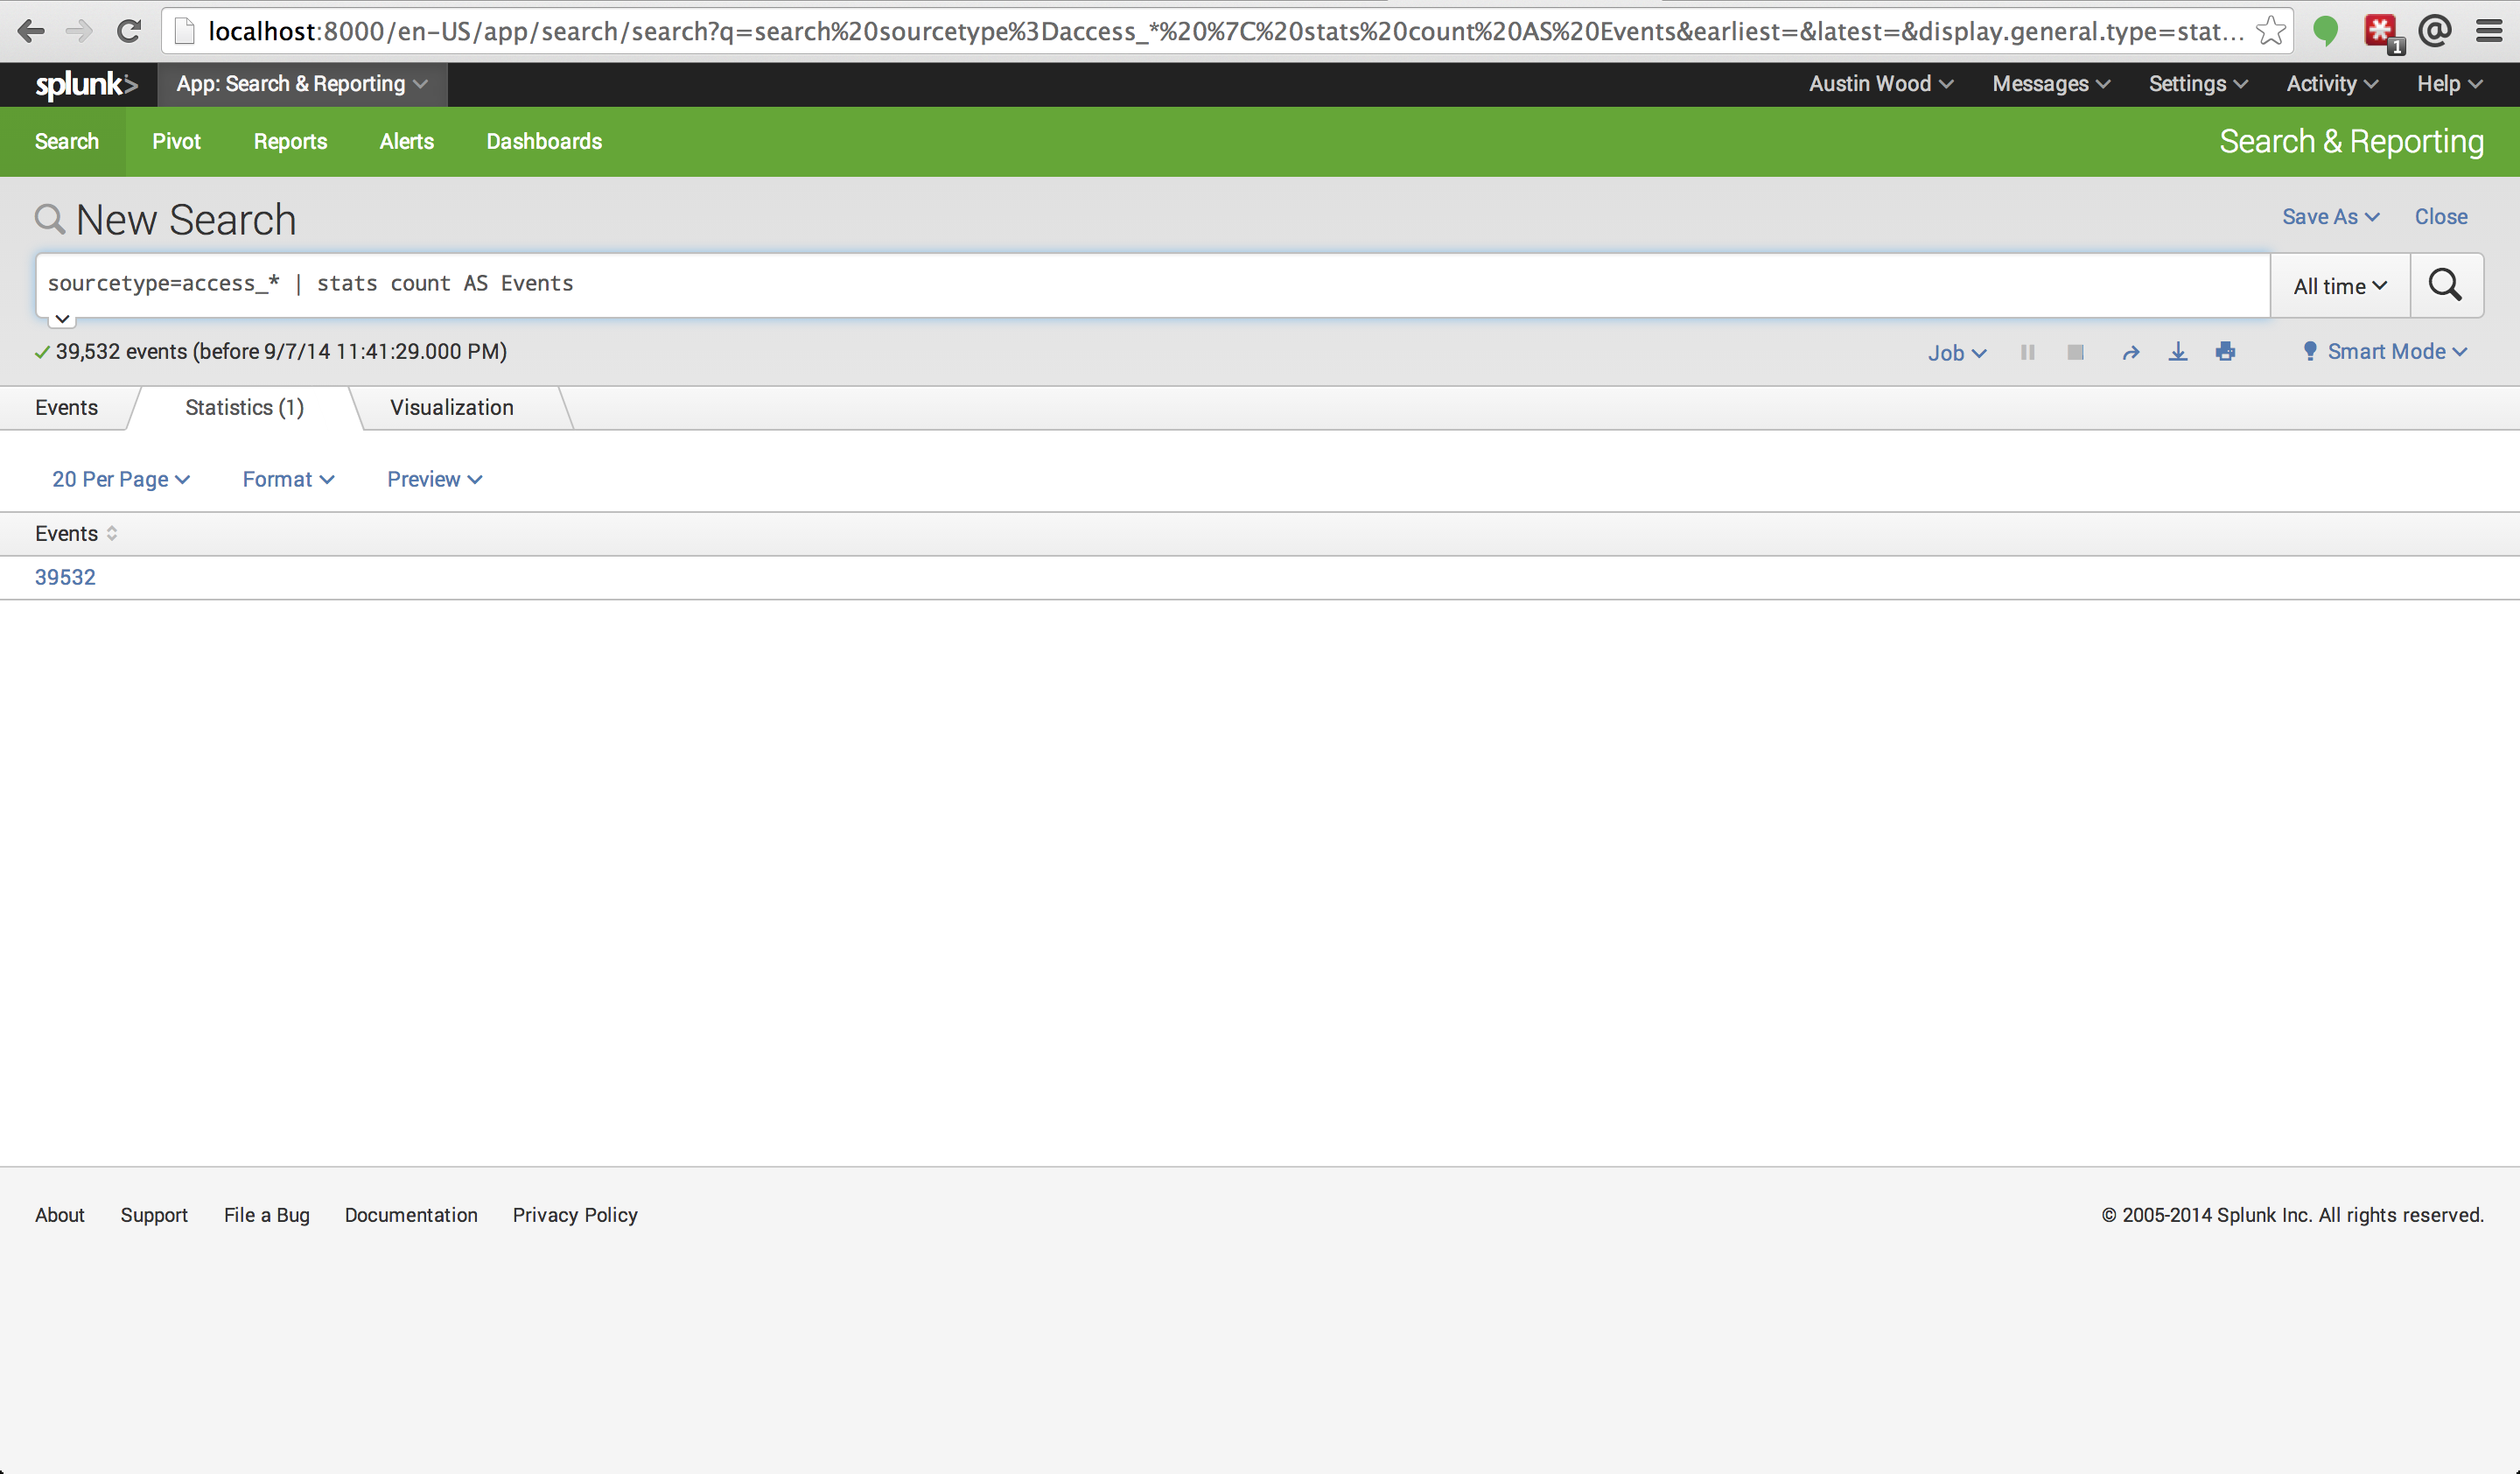 localhost:8000/en-US/app/search/search?q=search%20sourcetype%3Daccess_*%20%7C%20stats%20count%20AS%20Events&earliest=&latest=&display.general.type=stat...
1
splunk> App: Search & Reporting Austin Wood Messages Settings Activity Help
Search Pivot Reports Alerts Dashboards Search & Reporting
New Search Save As Close
sourcetype=access_* | stats count AS Events All time
39,532 events (before 9/7/14 11:41:29.000 PM) Job Smart Mode
Events Statistics (1) Visualization
20 Per Page Format Preview
Events
39532
About Support File a Bug Documentation Privacy Policy © 2005-2014 Splunk Inc. All rights reserved.